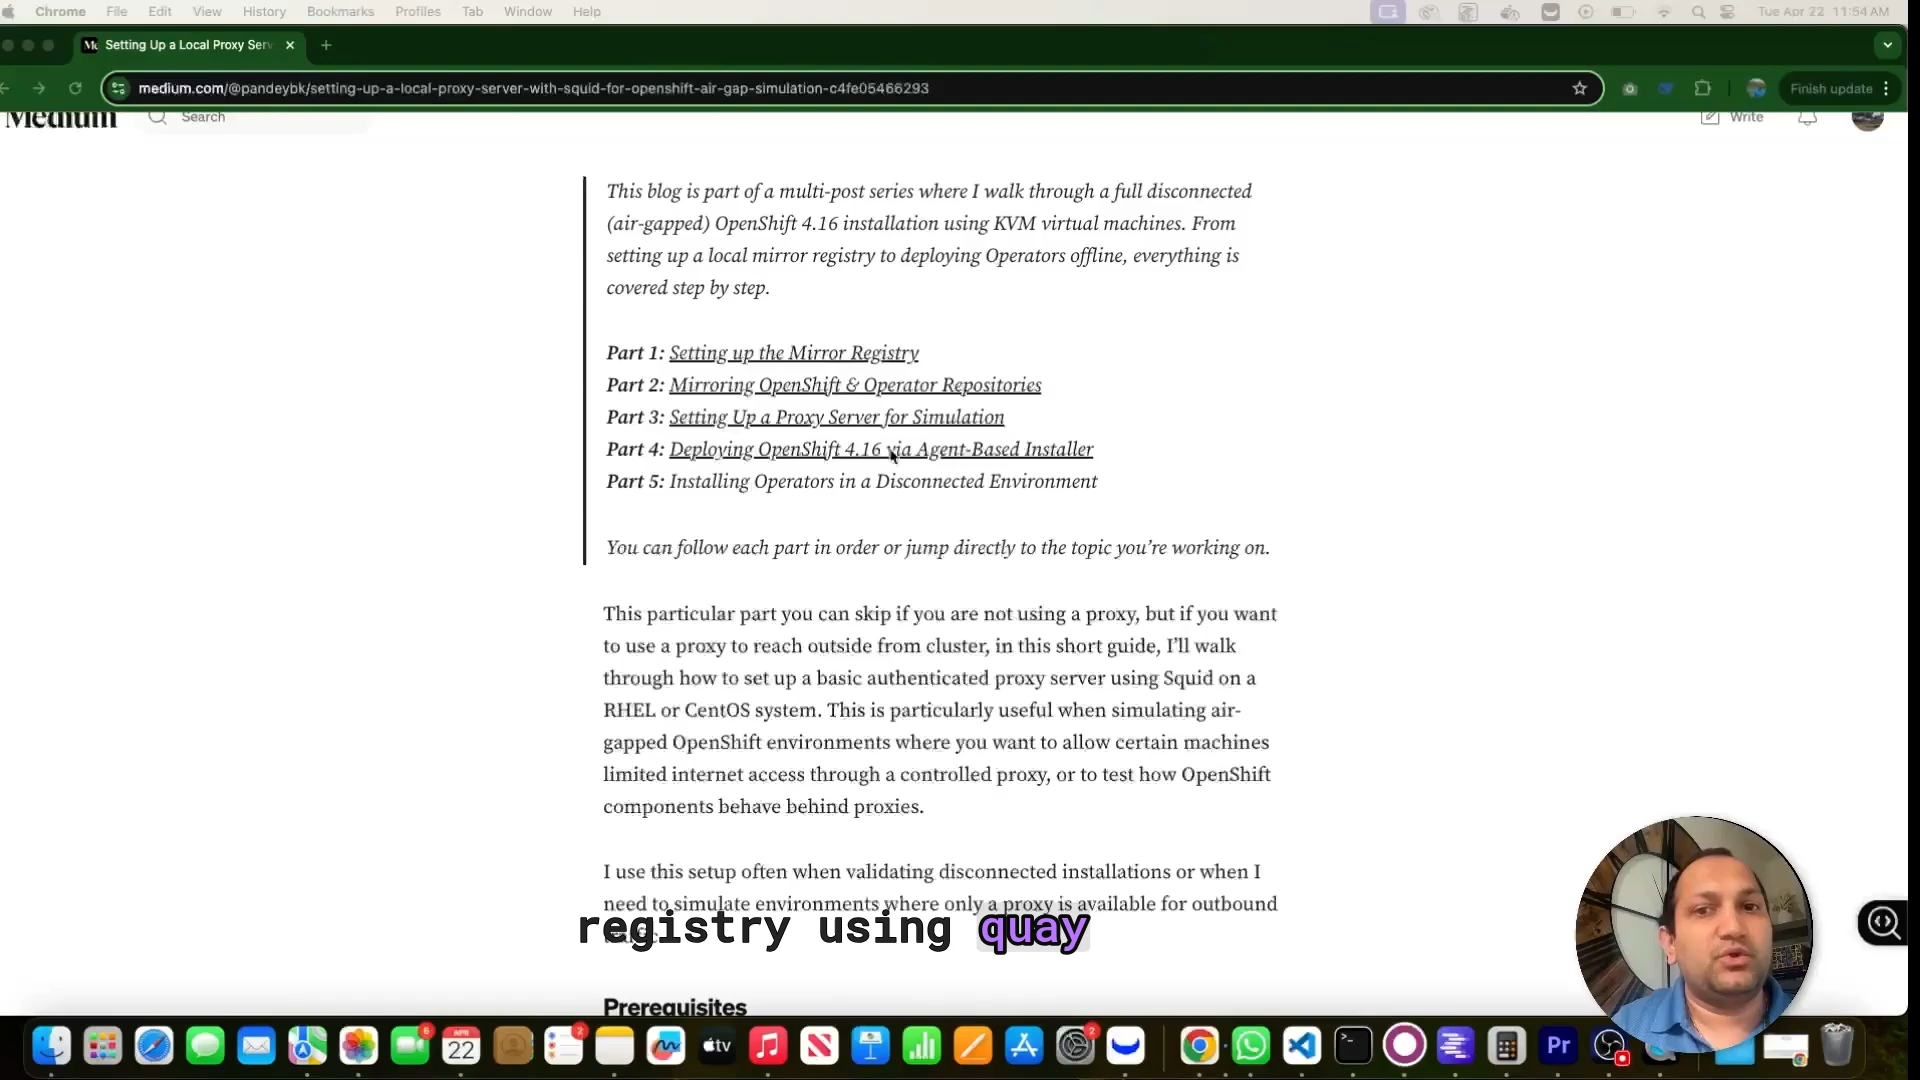 Chrome File Edit View History Bookmarks Profiles Tab Window Help Tue Apr 22 11:54 AM
Setting Up a Local Proxy Serv
medium.com/@pandeybk/setting-up-a-local-proxy-server-with-squid-for-openshift-air-gap-simulation-c4fe05466293 Finish update
Medium Search Write
This blog is part of a multi-post series where I walk through a full disconnected
(air-gapped) OpenShift 4.16 installation using KVM virtual machines. From
setting up a local mirror registry to deploying Operators offline, everything is
covered step by step.
Part 1: Setting up the Mirror Registry
Part 2: Mirroring OpenShift & Operator Repositories
Part 3: Setting Up a Proxy Server for Simulation
Part 4: Deploying OpenShift 4.16 via Agent-Based Installer
Part 5: Installing Operators in a Disconnected Environment
You can follow each part in order or jump directly to the topic you’re working on.
This particular part you can skip if you are not using a proxy, but if you want
to use a proxy to reach outside from cluster, in this short guide, I’ll walk
through how to set up a basic authenticated proxy server using Squid on a
RHEL or CentOS system. This is particularly useful when simulating air-
gapped OpenShift environments where you want to allow certain machines
limited internet access through a controlled proxy, or to test how OpenShift
components behave behind proxies.
I use this setup often when validating disconnected installations or when I
need to simulate environments where only a proxy is available for outbound
registry using quay
Prerequisites
6 APR 22 2 tv 2 Pr